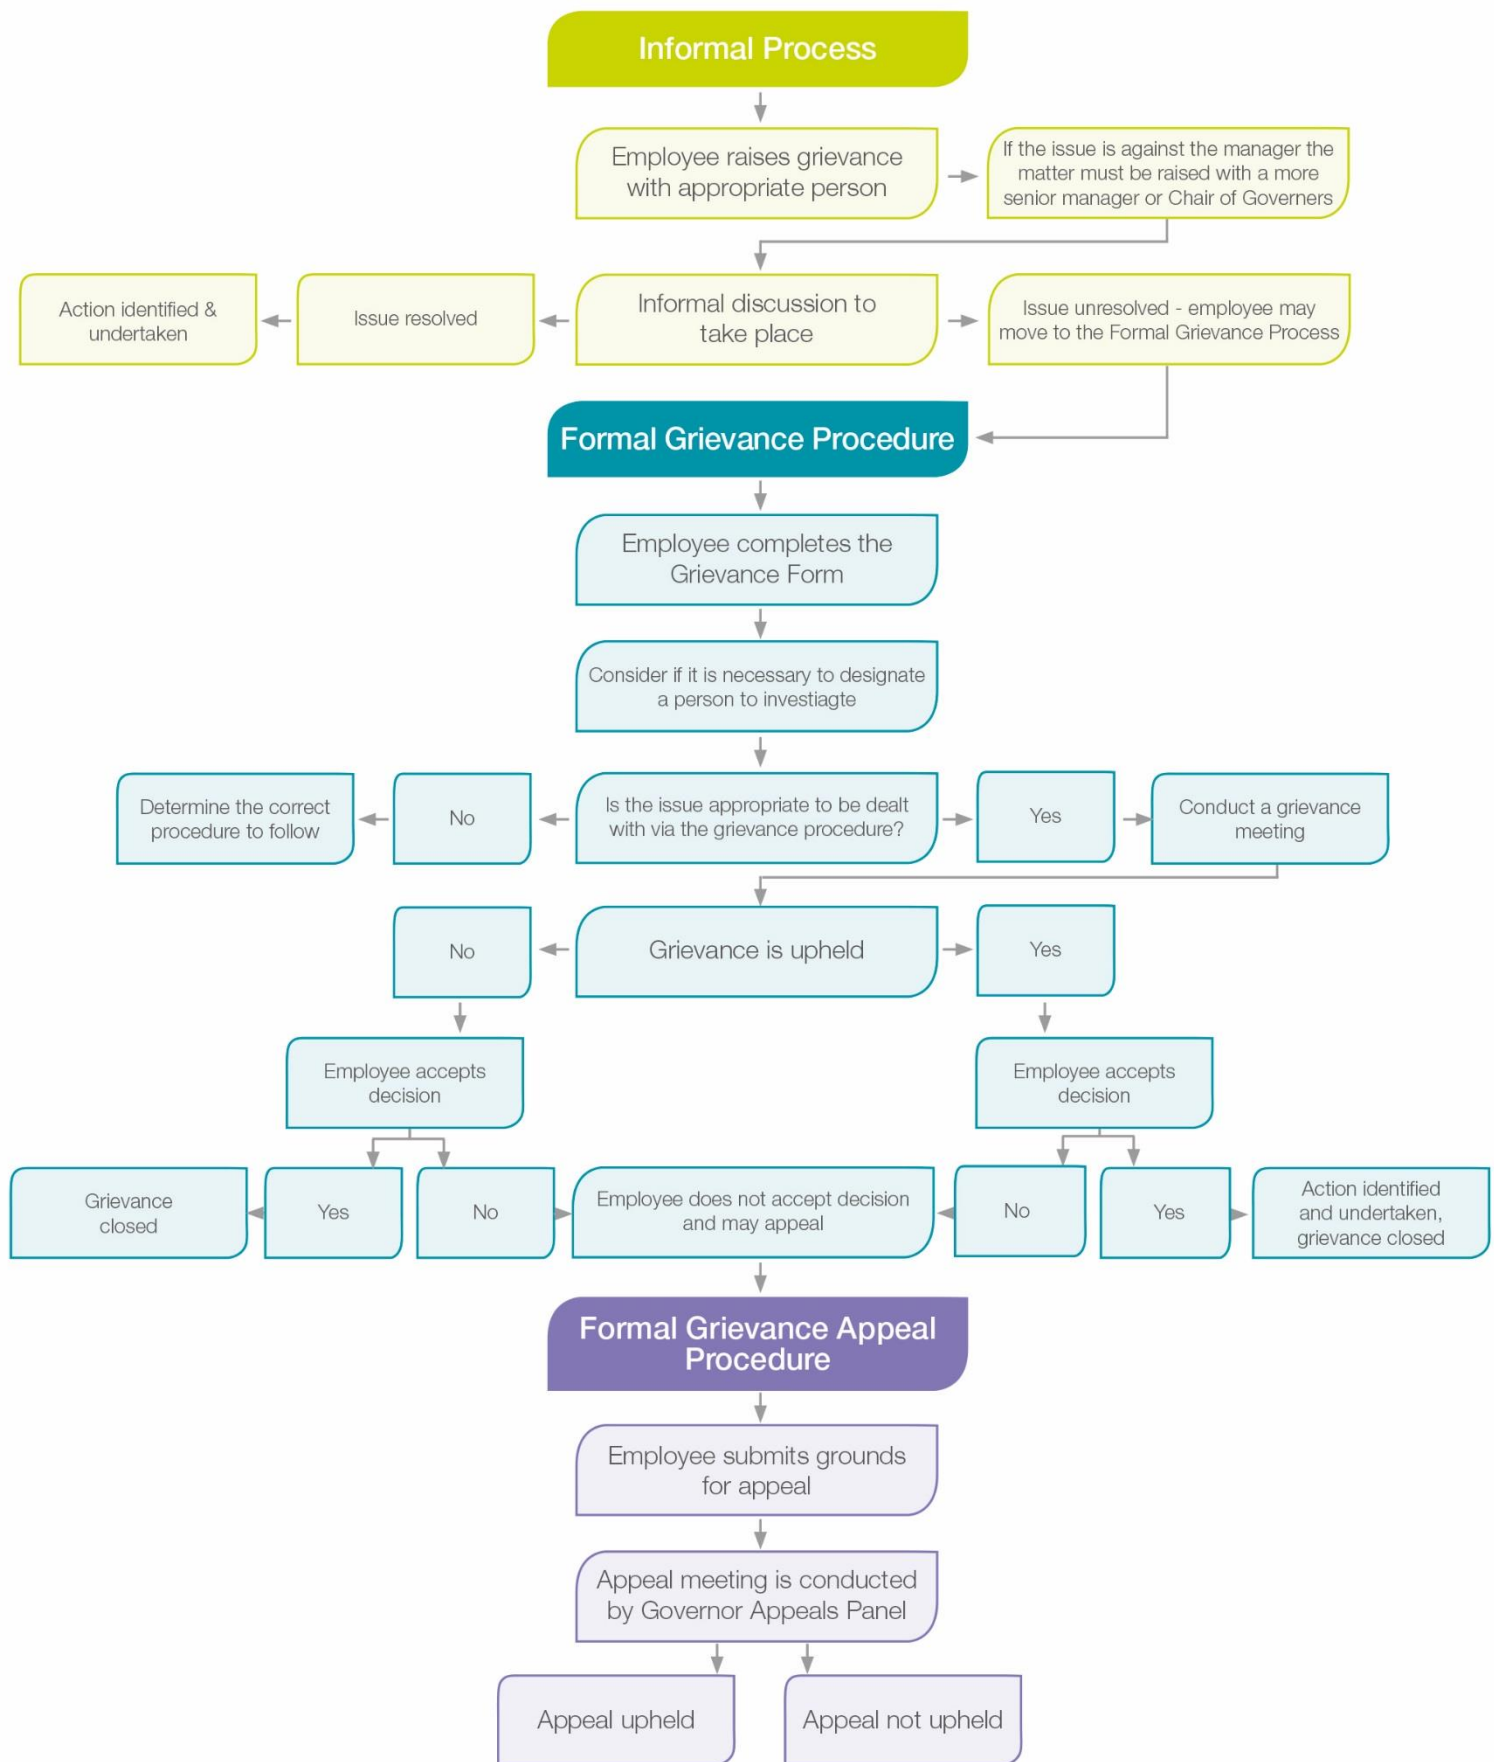 Informal Process
Employee raises grievance
with appropriate person
If the issue is against the manager the
matter must be raised with a more
senior manager or Chair of Governers
Action identified &
undertaken
Issue resolved
Informal discussion to
take place
Issue unresolved - employee may
move to the Formal Grievance Process
Formal Grievance Procedure
Employee completes the
Grievance Form
Consider if it is necessary to designate
a person to investiagte
Determine the correct
procedure to follow
No
Is the issue appropriate to be dealt
with via the grievance procedure?
Yes
Conduct a grievance
meeting
No
Grievance is upheld
Yes
Employee accepts
decision
Employee accepts
decision
Grievance
closed
Yes
No
Employee does not accept decision
and may appeal
No
Yes
Action identified
and undertaken,
grievance closed
Formal Grievance Appeal
Procedure
Employee submits grounds
for appeal
Appeal meeting is conducted
by Governor Appeals Panel
Appeal upheld
Appeal not upheld